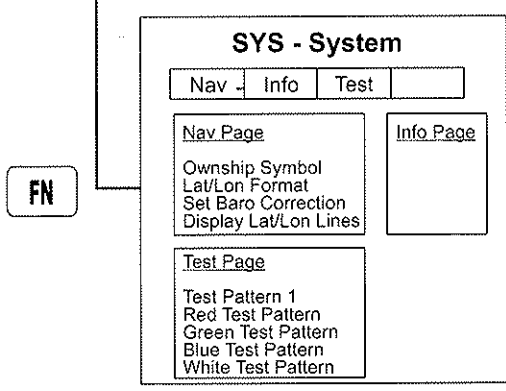 SYS - System
Nav Info Test
Nav Page
Ownship Symbol
Lat/Lon Format
Set Baro Correction
Display Lat/Lon Lines
Info Page
FN
Test Page
Test Pattern 1
Red Test Pattern
Green Test Pattern
Blue Test Pattern
White Test Pattern